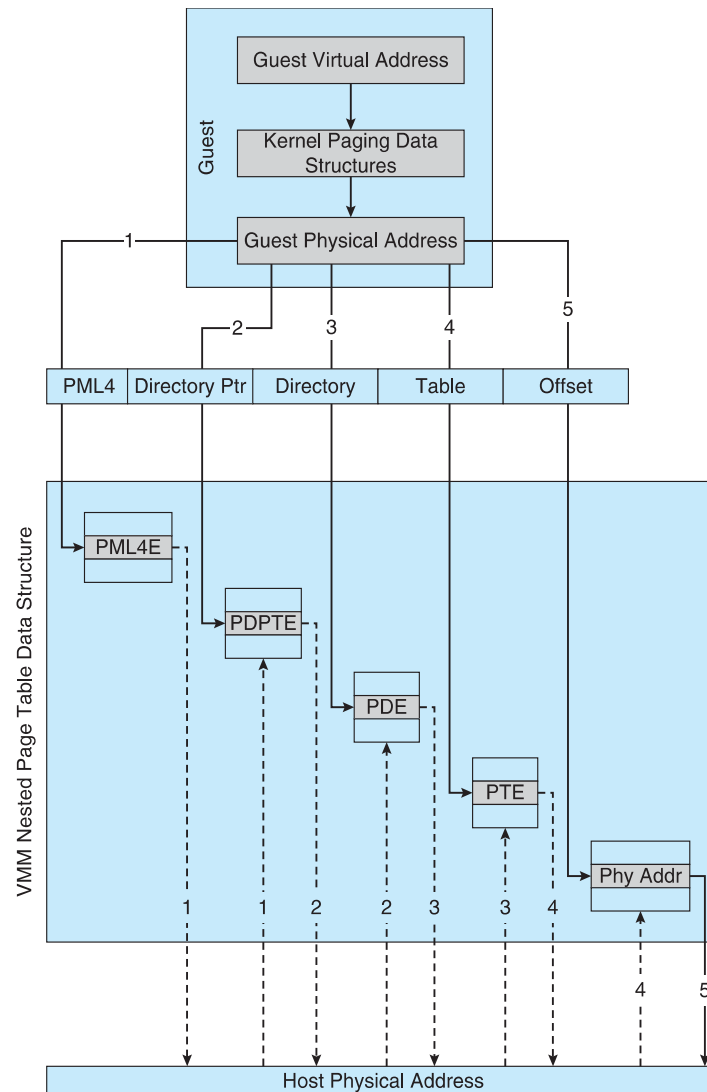 Guest Virtual Address
Kernel Paging Data
Structures
Guest
Guest Physical Address
1
2
3
4
5
PML4
Directory Ptr
Directory
Table
Offset
VMM Nested Page Table Data Structure
PML4E
PDPTE
PDE
PTE
Phy Addr
1
1
2
2
3
3
4
4
5
Host Physical Address